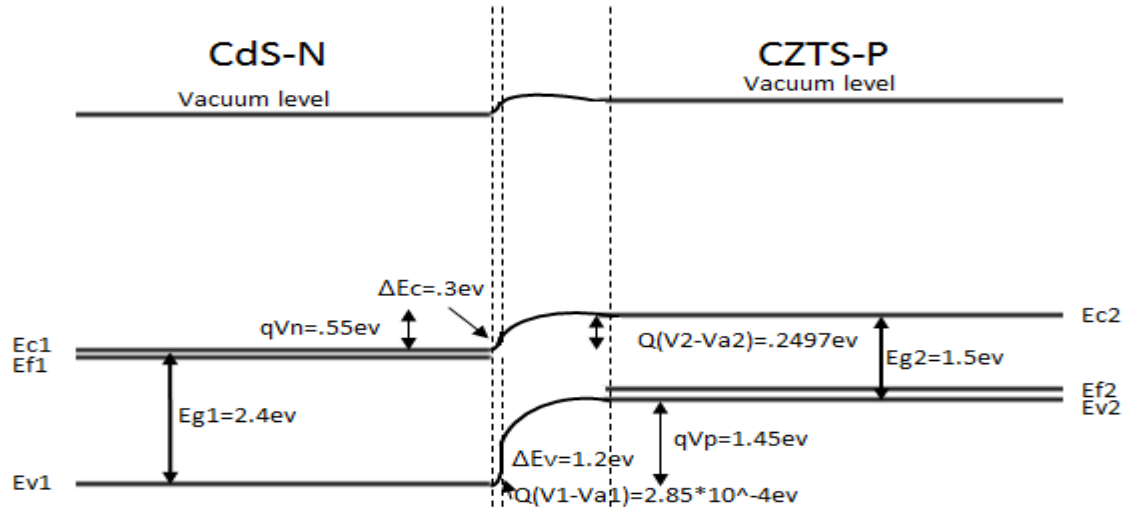 CdS-N
CZTS-P
Vacuum level
Vacuum level
ΔEc=.3ev
qVn=.55ev
Ec1
Ef1
Q(V2-Va2)=.2497ev
Ec2
Eg2=1.5ev
Eg1=2.4ev
Ef2
Ev2
qVp=1.45ev
ΔEv=1.2ev
Ev1
Q(V1-Va1)=2.85*10^-4ev